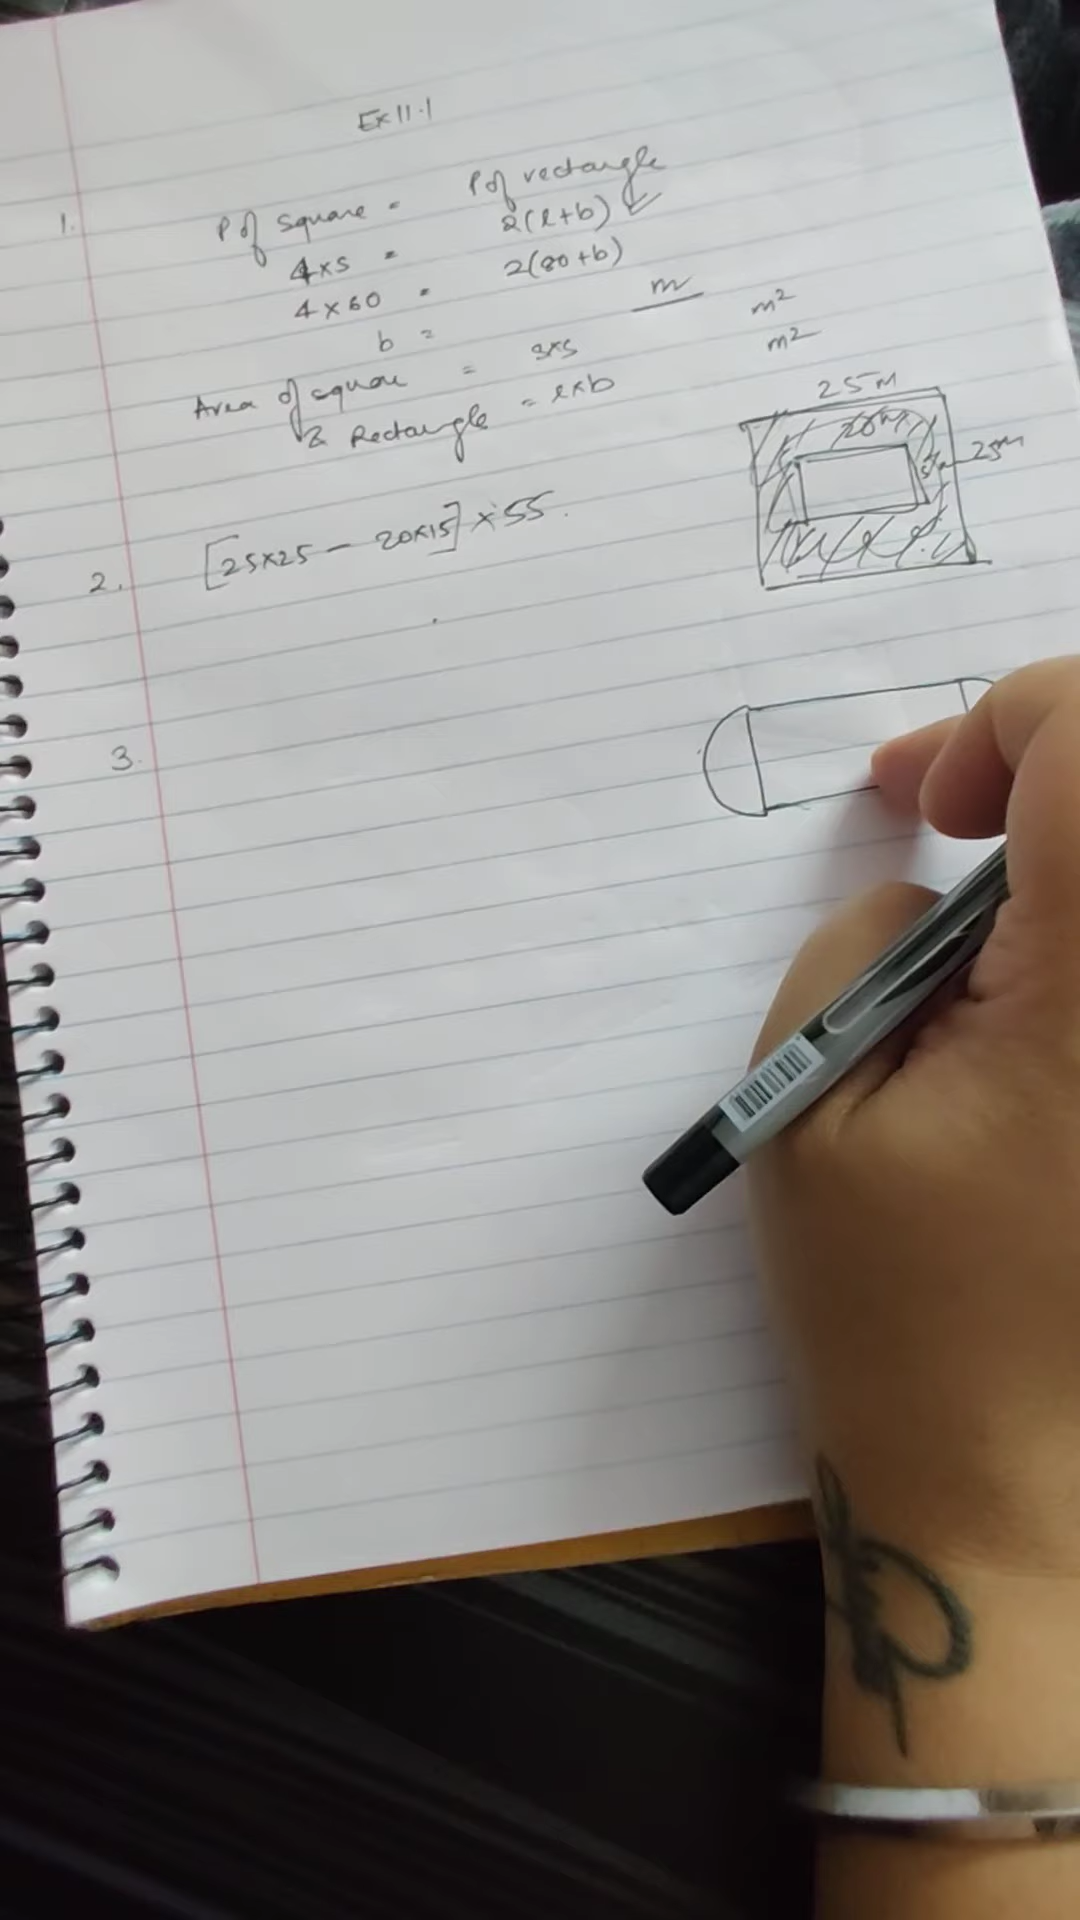 Ex 11.1
1. P of square = P of rectangle
4×s = 2(l+b)
4×60 = 2(80+b)
b = m
Area of square = s×s m²
& Rectangle = l×b m²
25m
20m
25m
2. [25×25 - 20×15] × 55.
3.